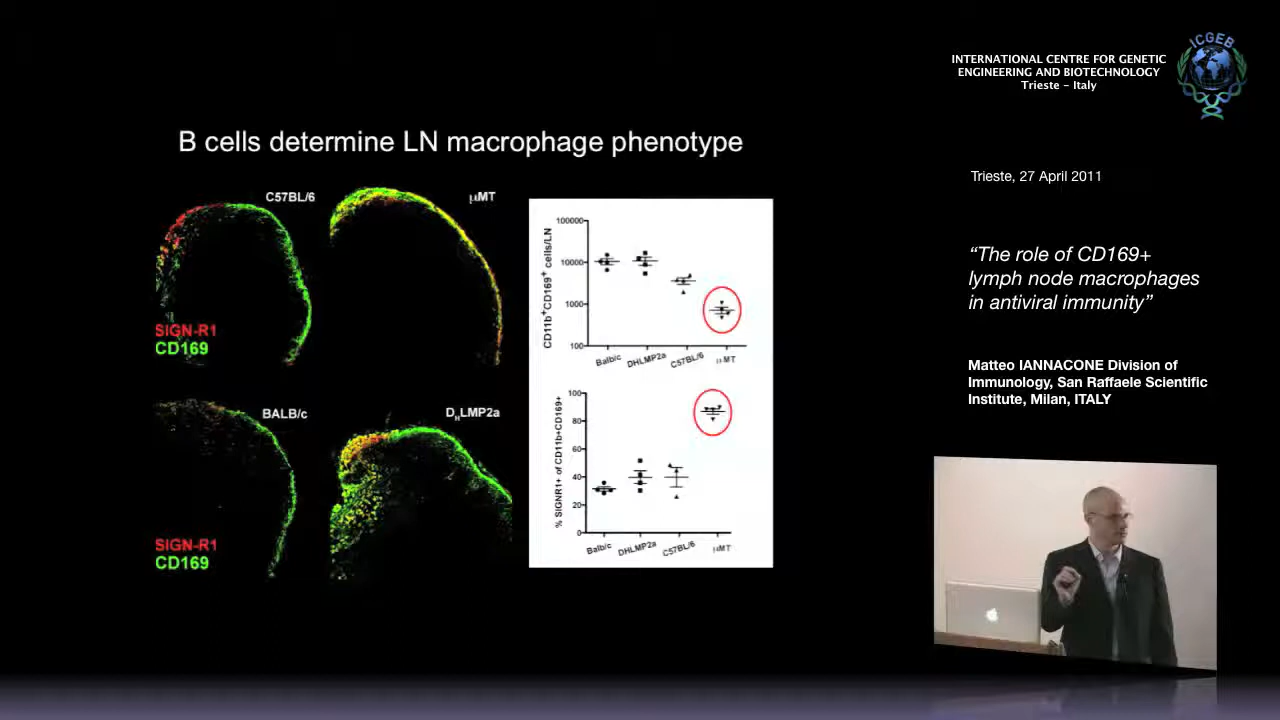 ICGEB
INTERNATIONAL CENTRE FOR GENETIC
ENGINEERING AND BIOTECHNOLOGY
Trieste - Italy
Trieste, 27 April 2011
“The role of CD169+
lymph node macrophages
in antiviral immunity”
Matteo IANNACONE Division of
Immunology, San Raffaele Scientific
Institute, Milan, ITALY
B cells determine LN macrophage phenotype
C57BL/6
μMT
SIGN-R1
CD169
BALB/c
DHLMP2a
SIGN-R1
CD169
CD11b+CD169+ cells/LN
100000
10000
1000
100
Balb/c
DHLMP2a
C57BL/6
μMT
% SIGNR1+ of CD11b+CD169+
100
80
60
40
20
0
Balb/c
DHLMP2a
C57BL/6
μMT